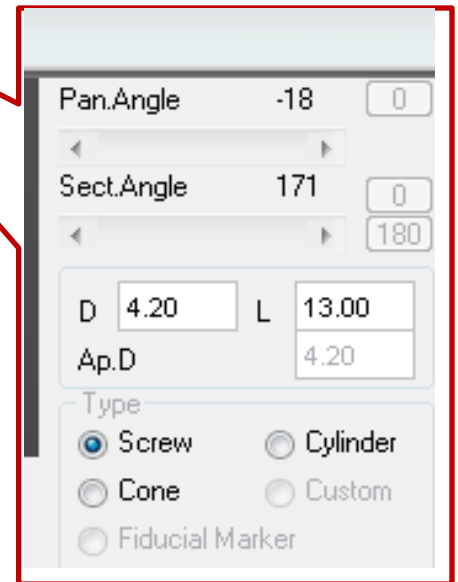 Pan.Angle -18 0
Sect.Angle 171 0
180
D 4.20 L 13.00
Ap.D 4.20
Type
Screw Cylinder
Cone Custom
Fiducial Marker